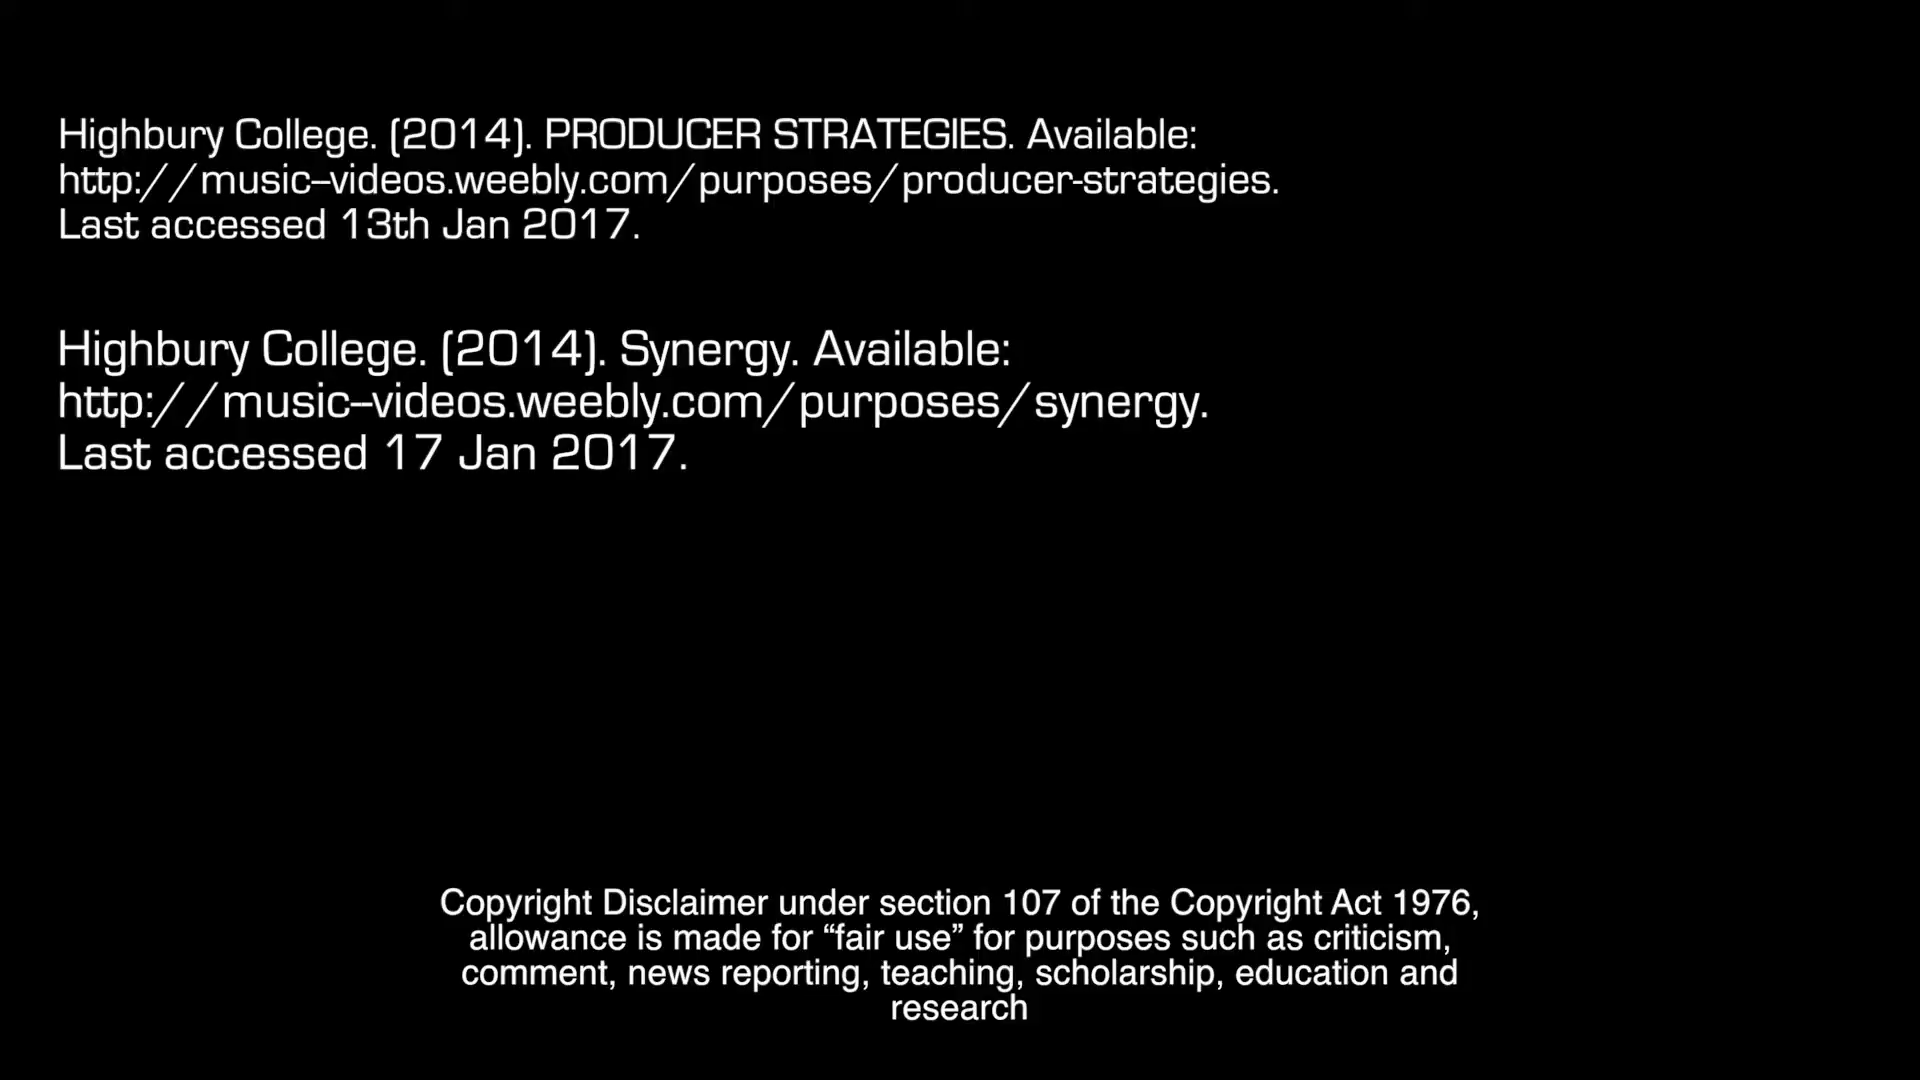 Highbury College. (2014). PRODUCER STRATEGIES. Available:
http://music--videos.weebly.com/purposes/producer-strategies.
Last accessed 13th Jan 2017.
Highbury College. (2014). Synergy. Available:
http://music--videos.weebly.com/purposes/synergy.
Last accessed 17 Jan 2017.
Copyright Disclaimer under section 107 of the Copyright Act 1976,
allowance is made for “fair use” for purposes such as criticism,
comment, news reporting, teaching, scholarship, education and
research